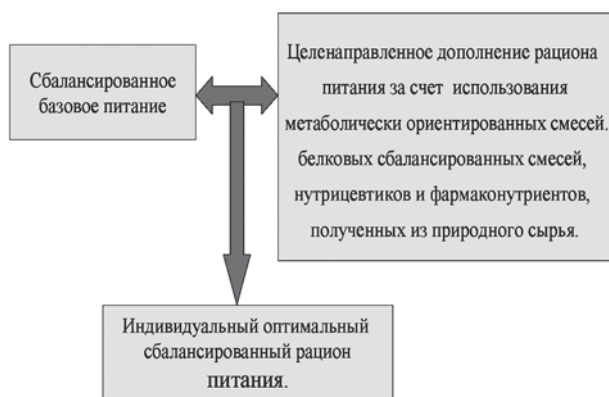 Сбалансированное
базовое питание
Целенаправленное дополнение рациона
питания за счет использования
метаболически ориентированных смесей.
белковых сбалансированных смесей,
нутрицевтиков и фармаконутриентов,
полученных из природного сырья.
Индивидуальный оптимальный
сбалансированный рацион
питания.